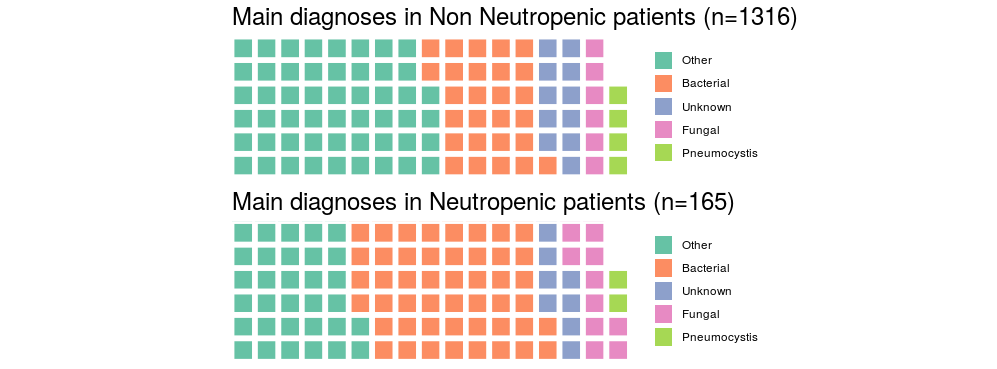 Main diagnoses in Non Neutropenic patients (n=1316)
Other
Bacterial
Unknown
Fungal
Pneumocystis
Main diagnoses in Neutropenic patients (n=165)
Other
Bacterial
Unknown
Fungal
Pneumocystis